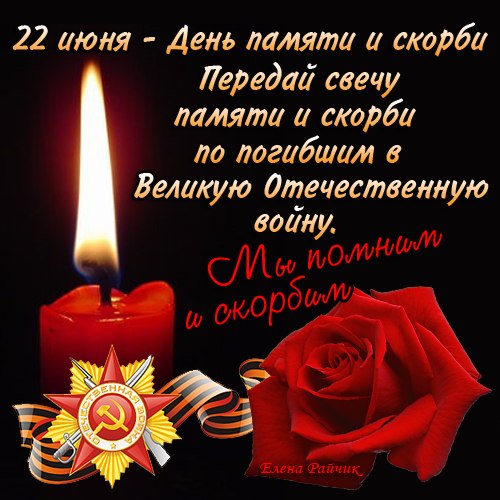 22 июня - День памяти и скорби
Передай свечу
памяти и скорби
по погибшим в
Великую Отечественную
войну.
Мы помним
и скорбим
ОТЕЧЕСТВЕННАЯ ВОЙНА
Елена Райчик